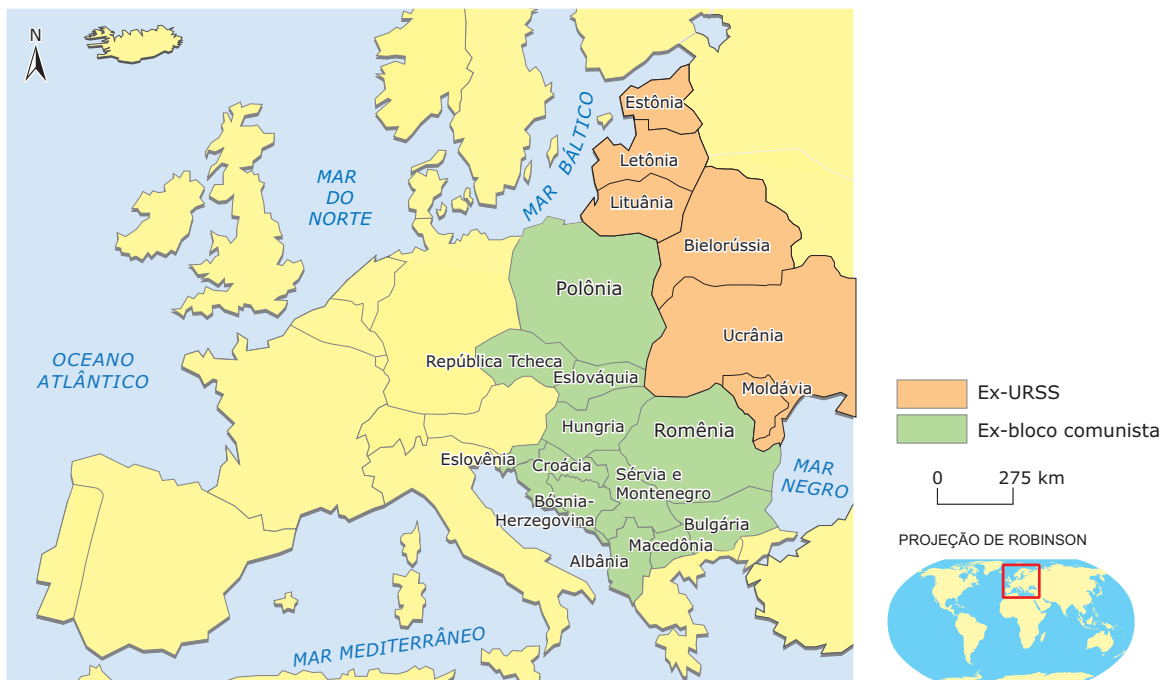 N
Estônia
MAR BÁLTICO
Letônia
MAR
DO
NORTE
Lituânia
Bielorússia
Polônia
Ucrânia
OCEANO
ATLÂNTICO
República Tcheca
Eslováquia
Moldávia
Hungria
Romênia
Eslovênia
Croácia
Sérvia e
Montenegro
MAR
NEGRO
Bósnia-
Herzegovina
Bulgária
Macedônia
Albânia
MAR MEDITERRÂNEO
Ex-URSS
Ex-bloco comunista
0 275 km
PROJEÇÃO DE ROBINSON